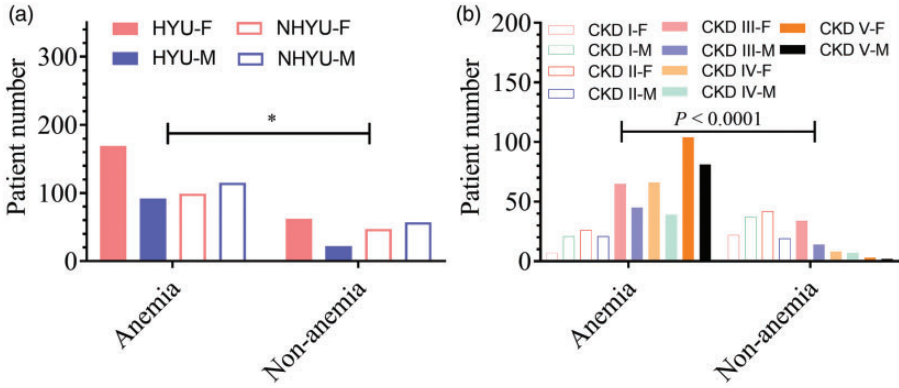 (a)
HYU-F NHYU-F
HYU-M NHYU-M
Patient number
300
200
100
0
*
Anemia
Non-anemia
(b)
CKD I-F CKD III-F CKD V-F
CKD I-M CKD III-M CKD V-M
CKD II-F CKD IV-F
CKD II-M CKD IV-M
Patient number
200
150
100
50
0
P < 0.0001
Anemia
Non-anemia